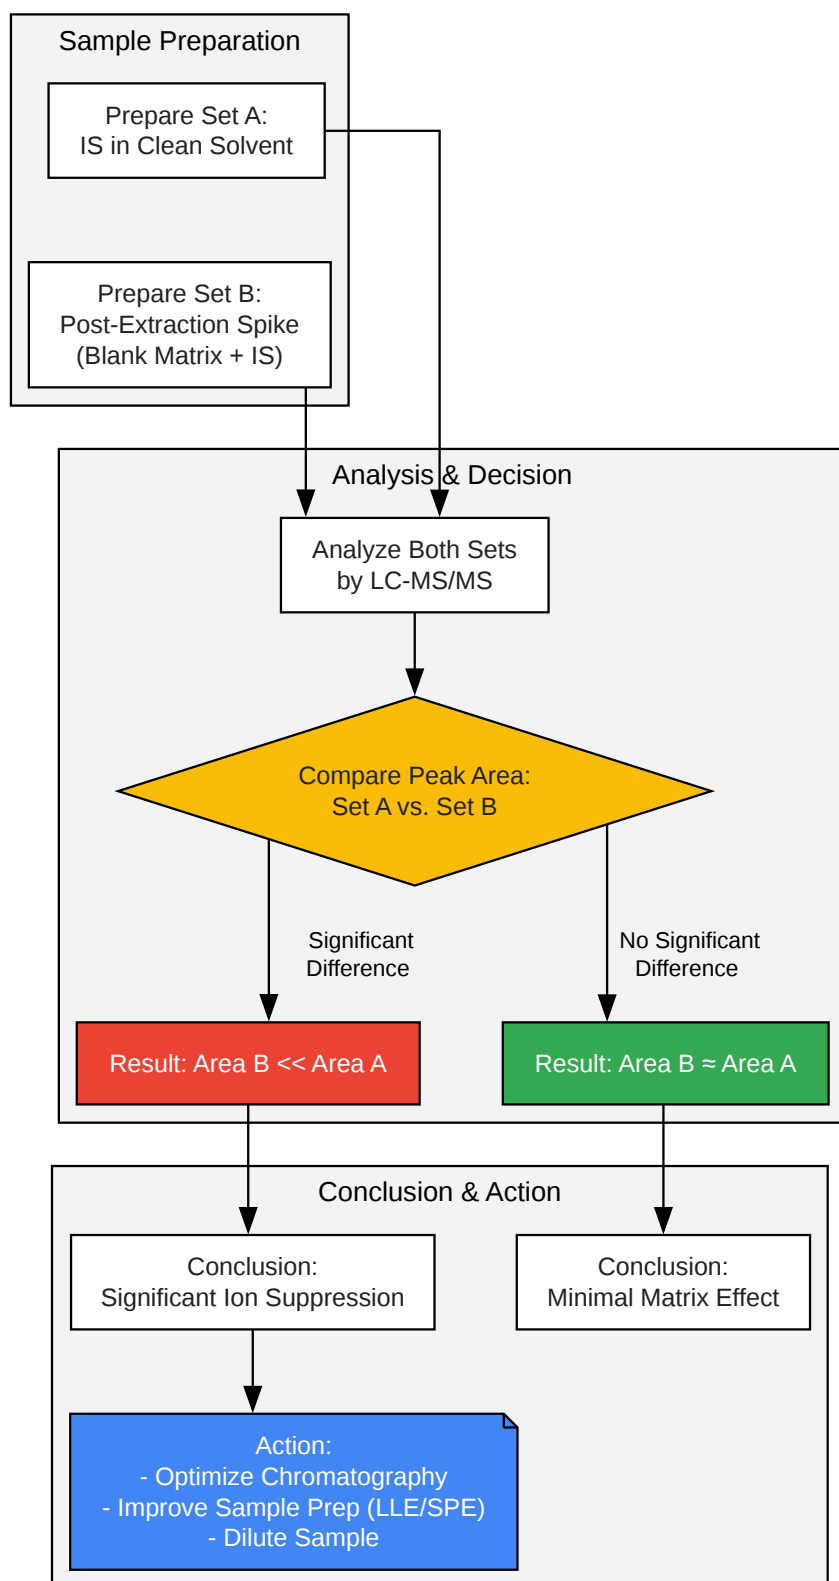 Sample Preparation
Prepare Set A:
IS in Clean Solvent
Prepare Set B:
Post-Extraction Spike
(Blank Matrix + IS)
Analysis & Decision
Analyze Both Sets
by LC-MS/MS
Compare Peak Area:
Set A vs. Set B
Significant
Difference
No Significant
Difference
Result: Area B << Area A
Result: Area B ≈ Area A
Conclusion & Action
Conclusion:
Significant Ion Suppression
Conclusion:
Minimal Matrix Effect
Action:
- Optimize Chromatography
- Improve Sample Prep (LLE/SPE)
- Dilute Sample